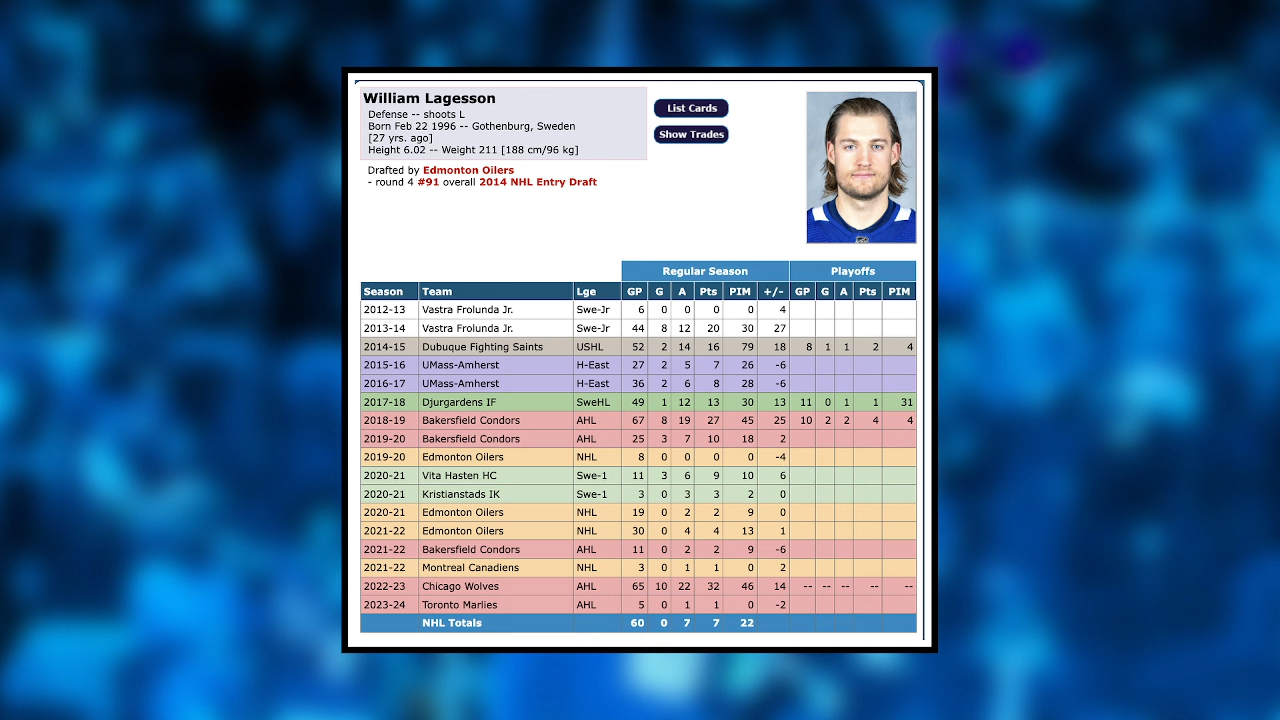 William Lagesson
Defense -- shoots L
Born Feb 22 1996 -- Gothenburg, Sweden
[27 yrs. ago]
Height 6.02 -- Weight 211 [188 cm/96 kg]
List Cards
Show Trades
Drafted by Edmonton Oilers
- round 4 #91 overall 2014 NHL Entry Draft
Regular Season Playoffs
Season Team Lge GP G A Pts PIM +/- GP G A Pts PIM
2012-13 Vastra Frolunda Jr. Swe-Jr 6 0 0 0 0 4
2013-14 Vastra Frolunda Jr. Swe-Jr 44 8 12 20 30 27
2014-15 Dubuque Fighting Saints USHL 52 2 14 16 79 18 8 1 1 2 4
2015-16 UMass-Amherst H-East 27 2 5 7 26 -6
2016-17 UMass-Amherst H-East 36 2 6 8 28 -6
2017-18 Djurgardens IF SweHL 49 1 12 13 30 13 11 0 1 1 31
2018-19 Bakersfield Condors AHL 67 8 19 27 45 25 10 2 2 4 4
2019-20 Bakersfield Condors AHL 25 3 7 10 18 2
2019-20 Edmonton Oilers NHL 8 0 0 0 0 -4
2020-21 Vita Hasten HC Swe-1 11 3 6 9 10 6
2020-21 Kristianstads IK Swe-1 3 0 3 3 2 0
2020-21 Edmonton Oilers NHL 19 0 2 2 9 0
2021-22 Edmonton Oilers NHL 30 0 4 4 13 1
2021-22 Bakersfield Condors AHL 11 0 2 2 9 -6
2021-22 Montreal Canadiens NHL 3 0 1 1 0 2
2022-23 Chicago Wolves AHL 65 10 22 32 46 14 -- -- -- -- --
2023-24 Toronto Marlies AHL 5 0 1 1 0 -2
NHL Totals 60 0 7 7 22